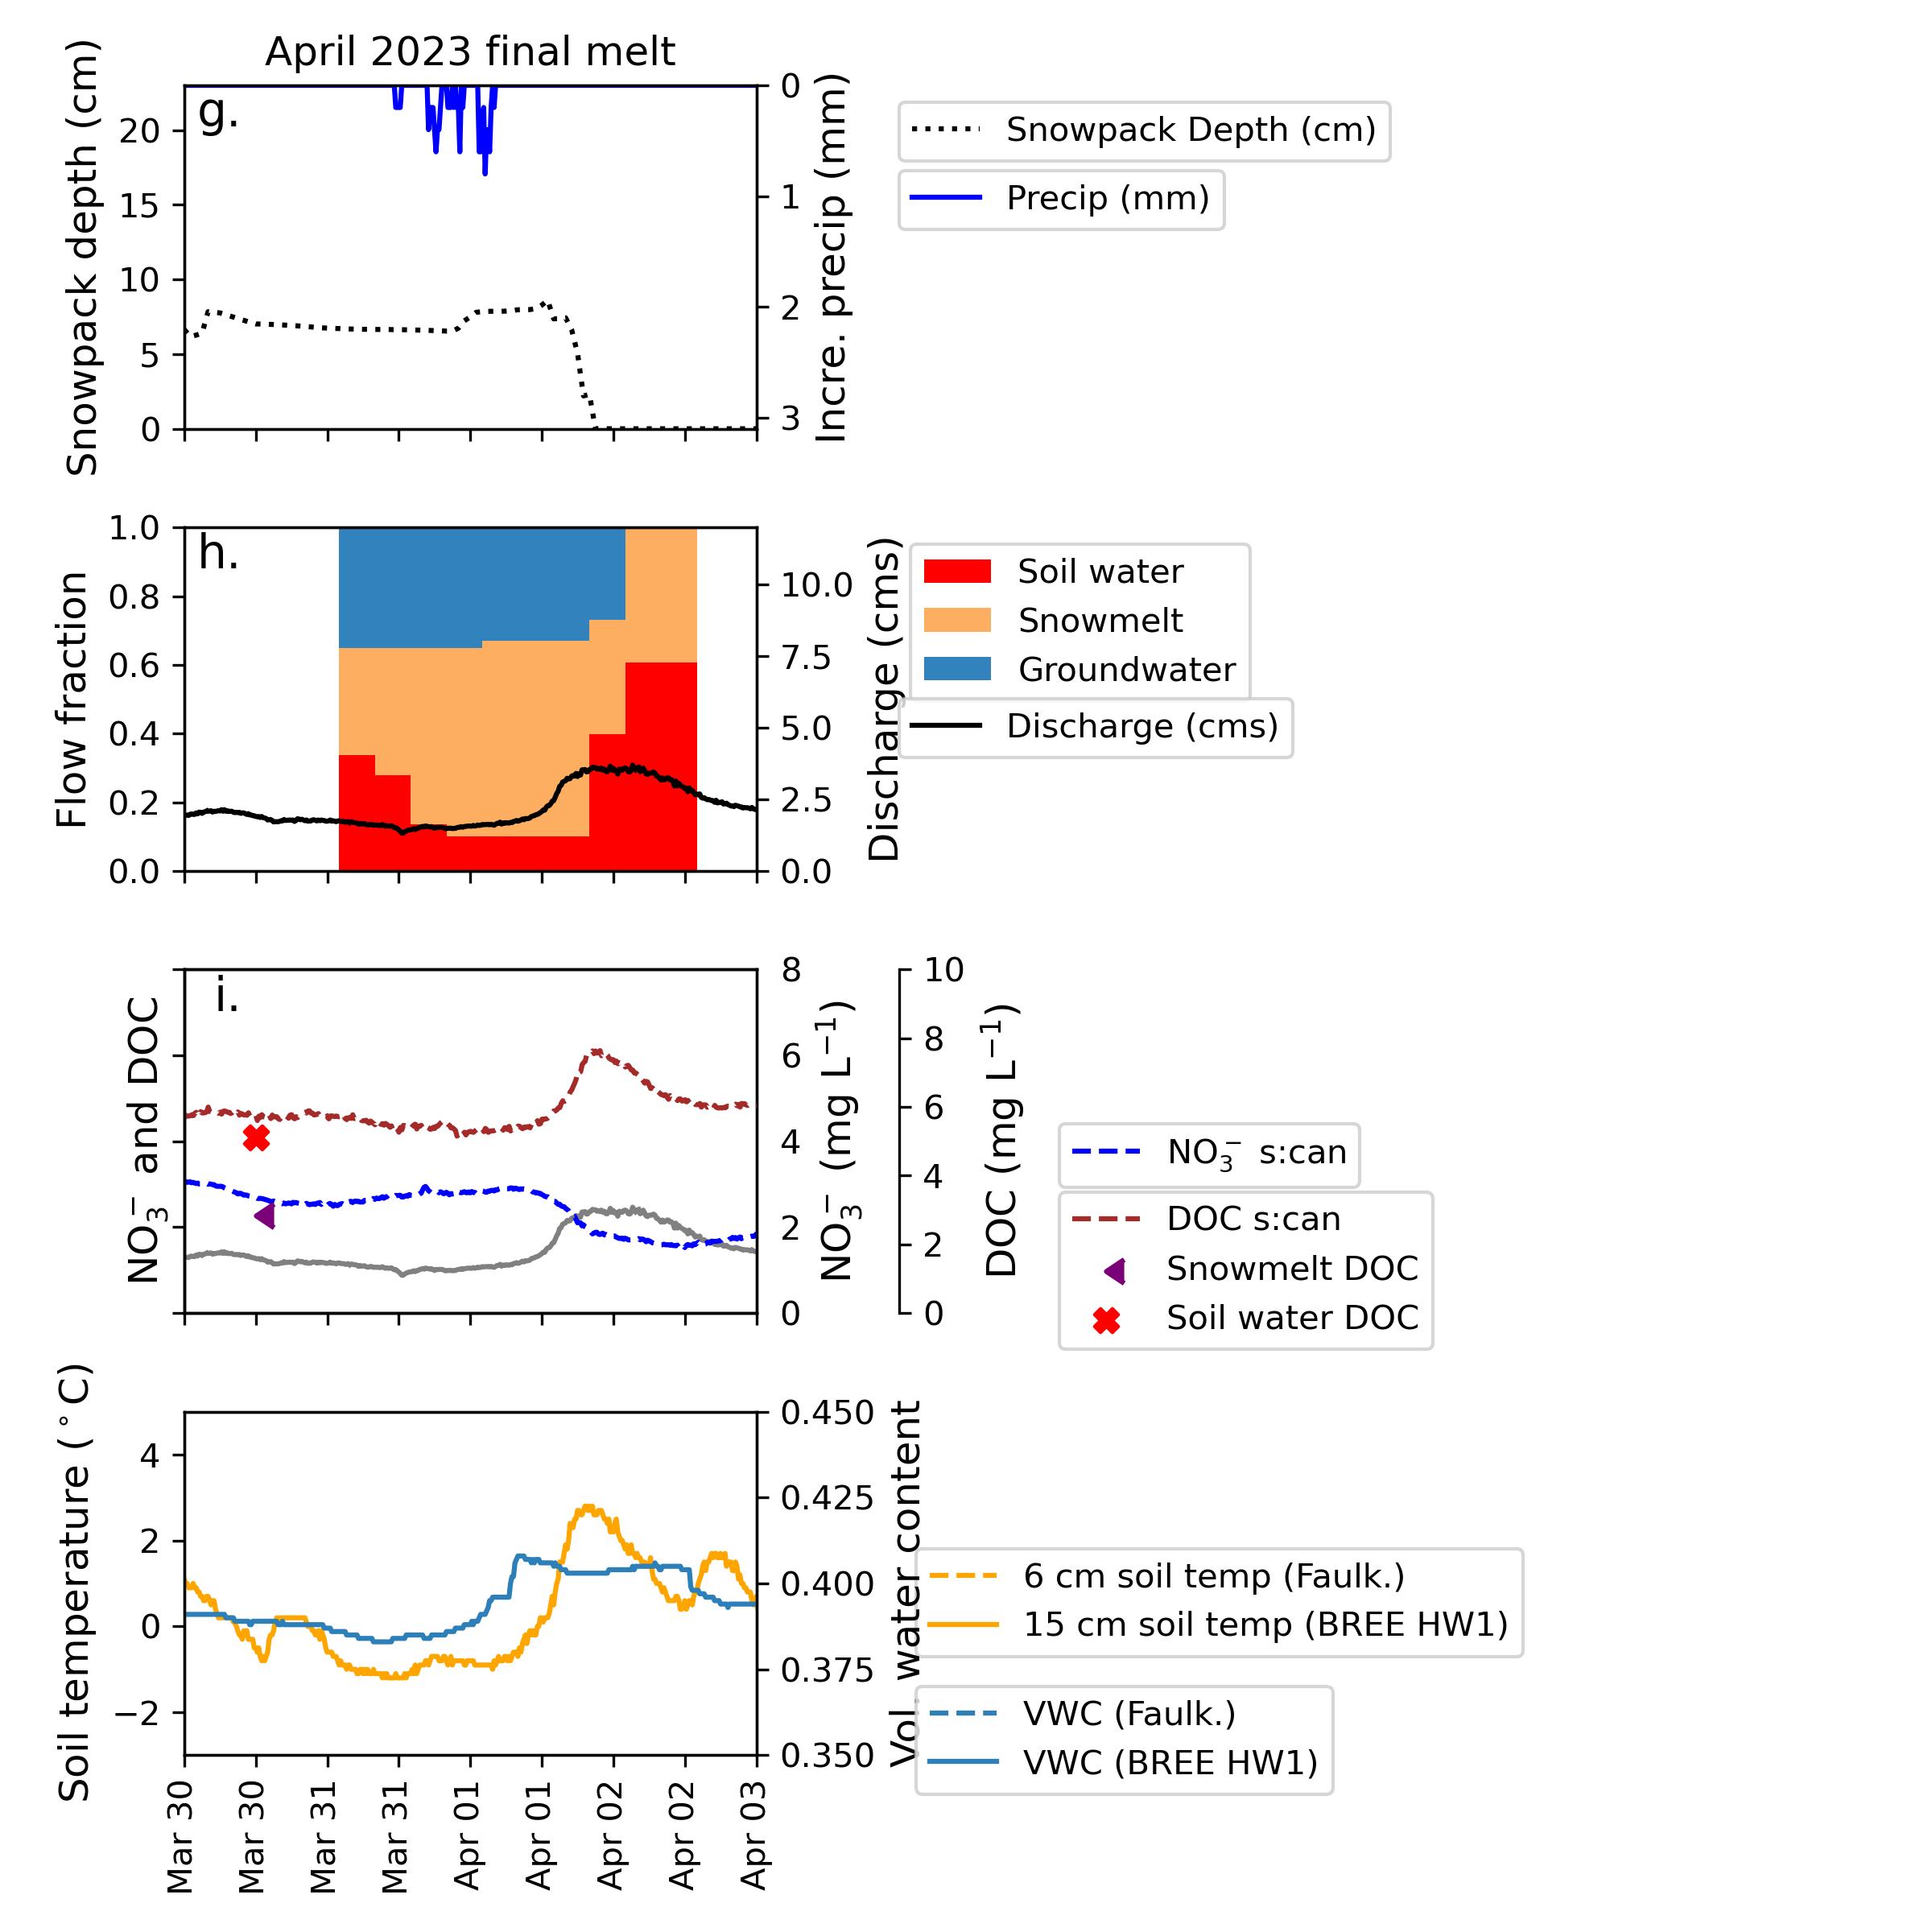 April 2023 final melt
g.
Snowpack depth (cm)
20
15
10
5
0
0
1
2
3
Incre. precip (mm)
Snowpack Depth (cm)
Precip (mm)
h.
Flow fraction
1.0
0.8
0.6
0.4
0.2
0.0
10.0
7.5
5.0
2.5
0.0
Discharge (cms)
Soil water
Snowmelt
Groundwater
Discharge (cms)
i.
NO₃⁻ and DOC
8
6
4
2
0
NO₃⁻ (mg L⁻¹)
10
8
6
4
2
0
DOC (mg L⁻¹)
NO₃⁻ s:can
DOC s:can
Snowmelt DOC
Soil water DOC
Soil temperature (°C)
4
2
0
−2
0.450
0.425
0.400
0.375
0.350
Vol. water content
6 cm soil temp (Faulk.)
15 cm soil temp (BREE HW1)
VWC (Faulk.)
VWC (BREE HW1)
Mar 30
Mar 30
Mar 31
Mar 31
Apr 01
Apr 01
Apr 02
Apr 02
Apr 03